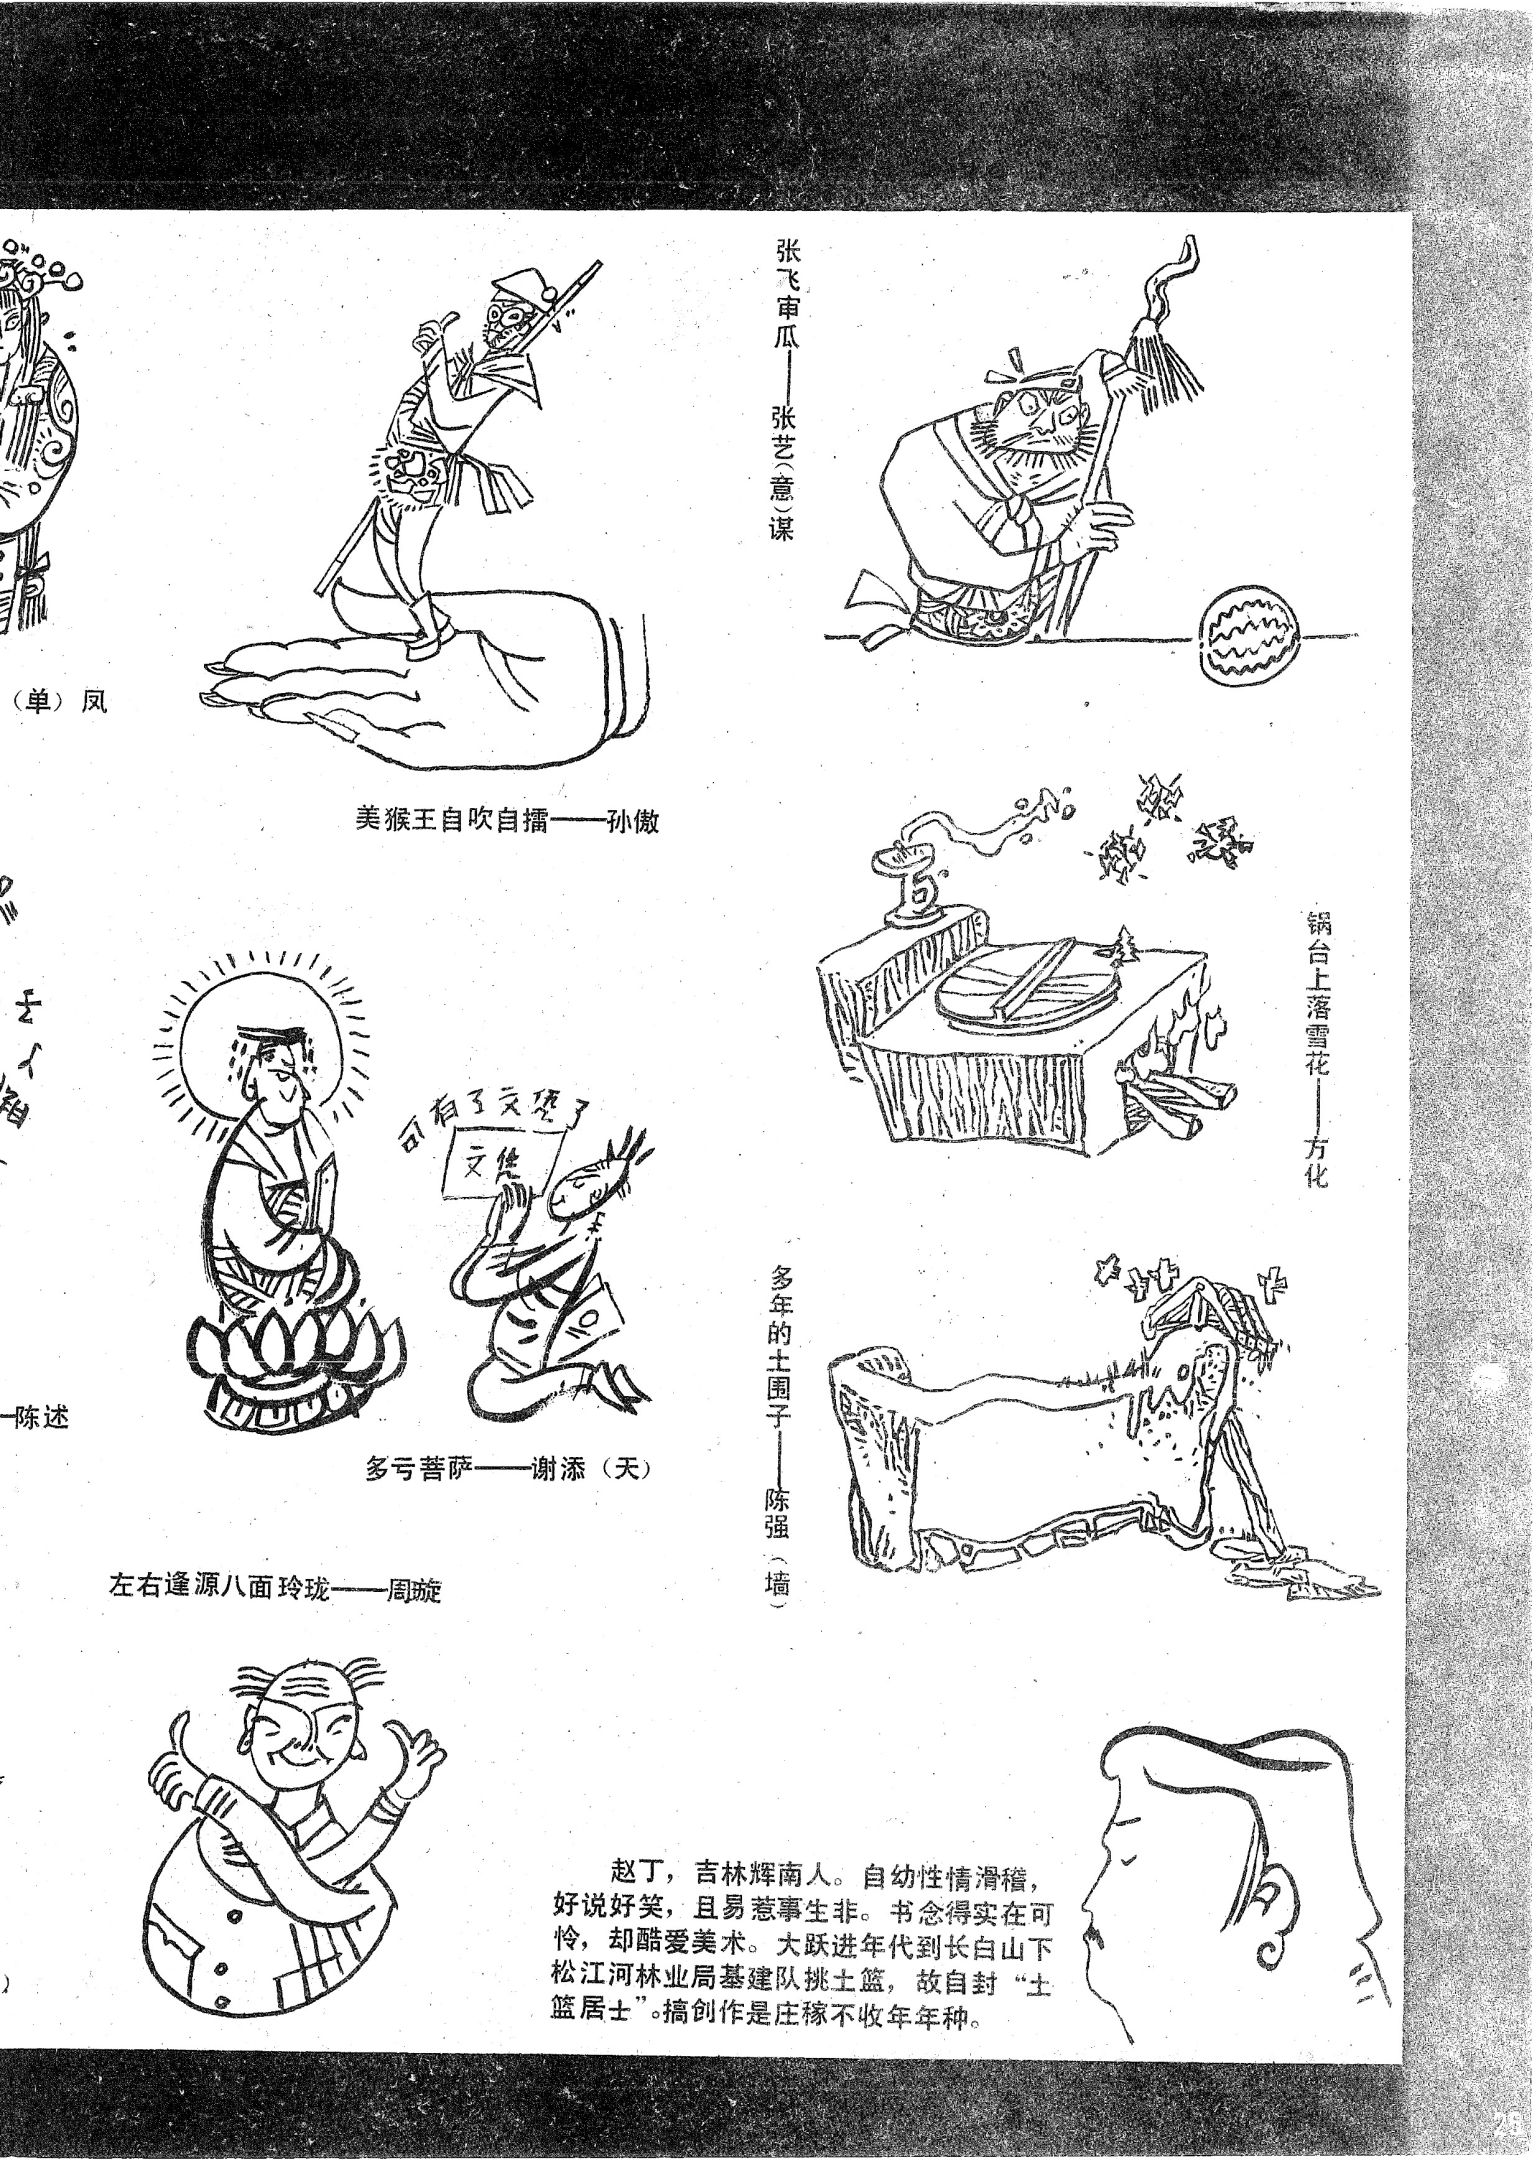 （单）凤
美猴王自吹自擂——孙傲
张飞审瓜——张艺（意）谋
锅台上落雪花——方化
可有了文凭了
文凭
多亏菩萨——谢添（天）
—陈述
多年的土围子——陈强（墙）
左右逢源八面玲珑——周璇
赵丁，吉林辉南人。自幼性情滑稽，
好说好笑，且易惹事生非。书念得实在可
怜，却酷爱美术。大跃进年代到长白山下
松江河林业局基建队挑土篮，故自封“土
篮居士”。搞创作是庄稼不收年年种。